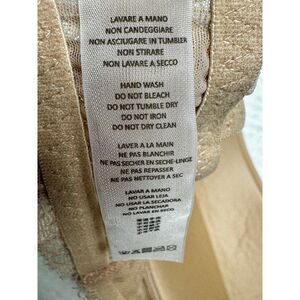 LAVARE A MANO
NON CANDEGGIARE
NON ASCIUGARE IN TUMBLER
NON STIRARE
NON LAVARE A SECCO
HAND WASH
DO NOT BLEACH
DO NOT TUMBLE DRY
DO NOT IRON
DO NOT DRY CLEAN
LAVER A LA MAIN
NE PAS BLANCHIR
NE PAS SECHER EN SECHE-LINGE
NE PAS REPASSER
NE PAS NETTOYER A SEC
LAVAR A MANO
NO USAR LEJA
NO USAR LA SECADORA
NO PLANCHAR
NO LAVAR EN SECO